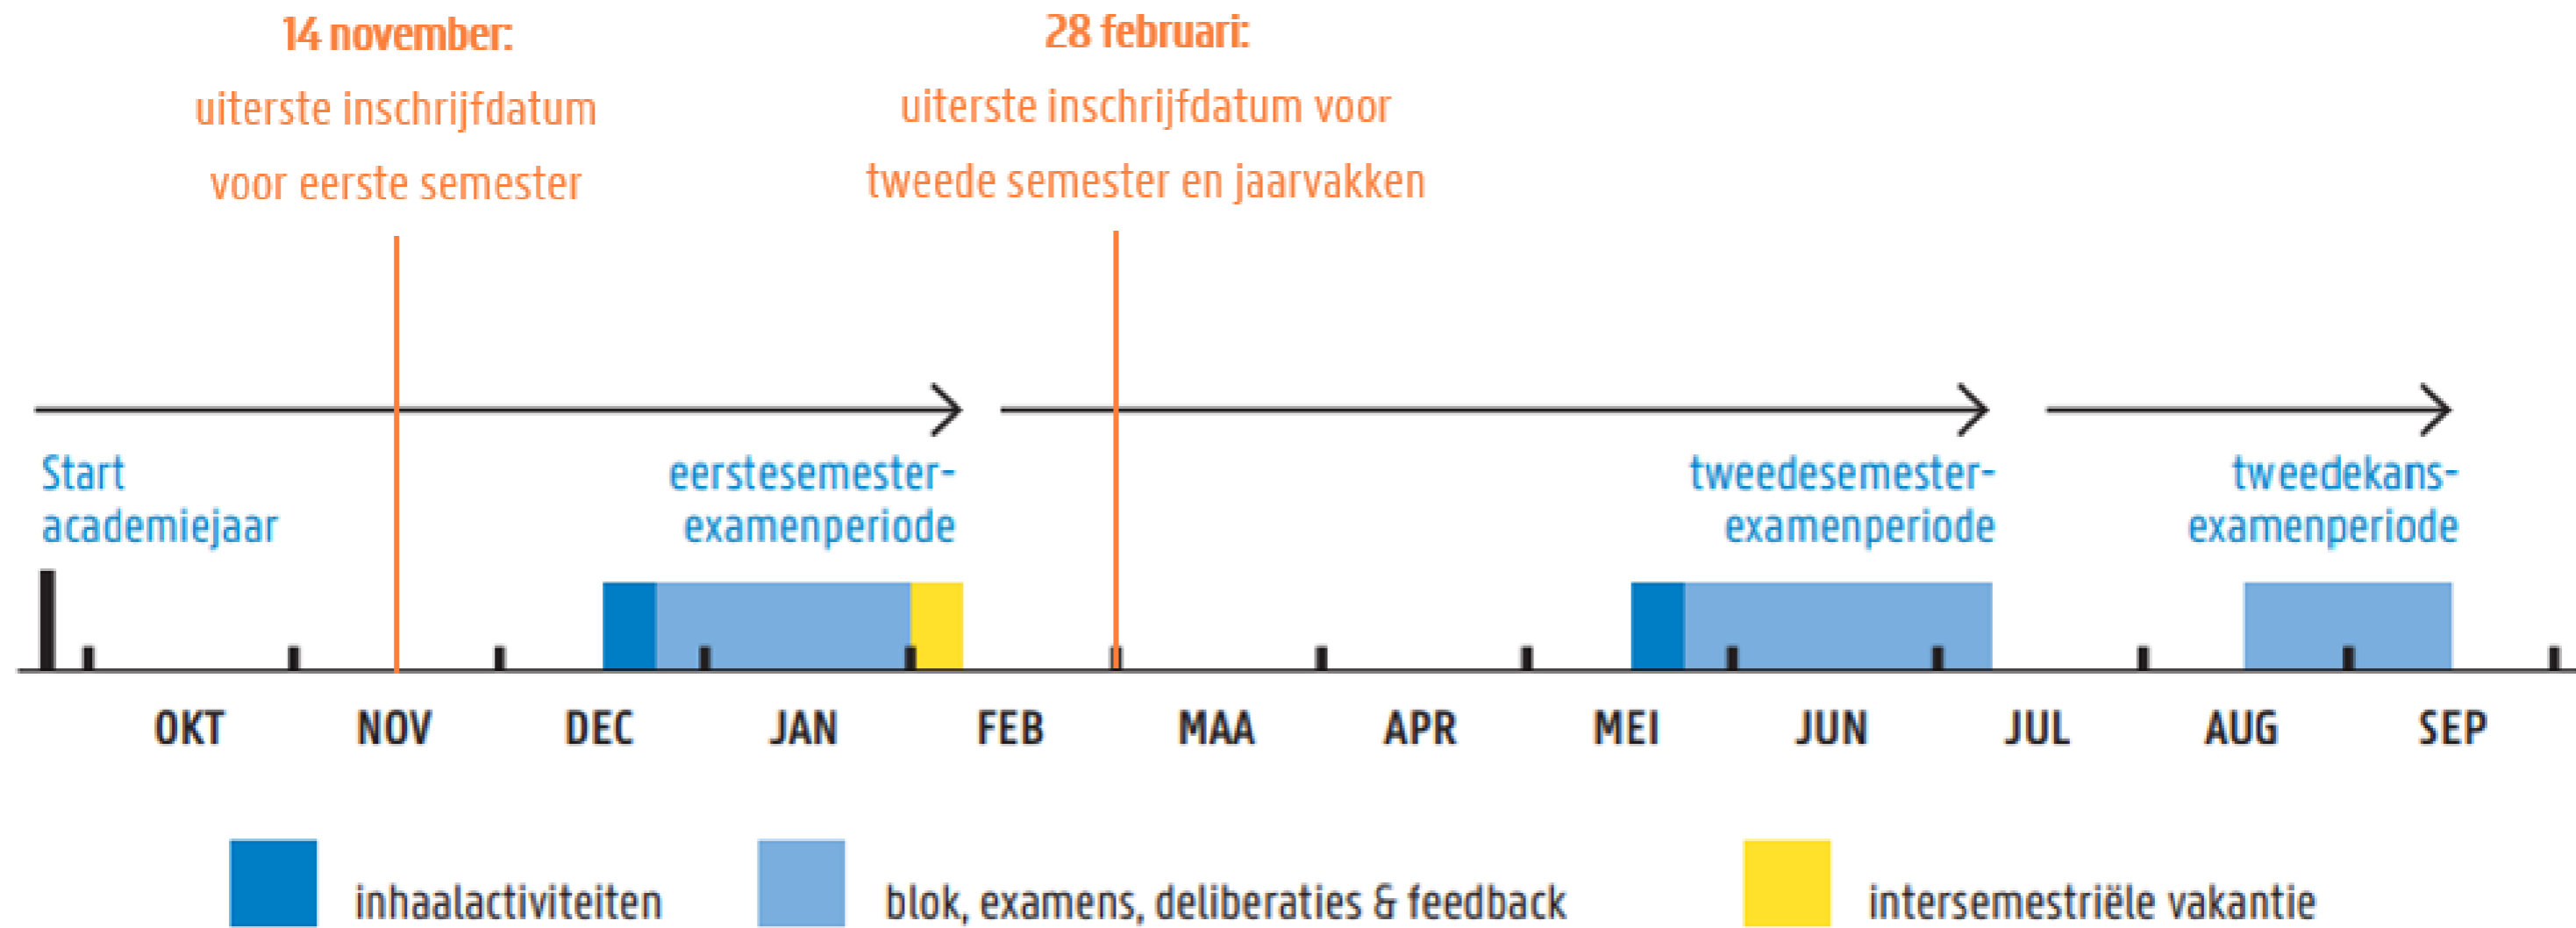 14 november:
uiterste inschrijfdatum
voor eerste semester
28 februari:
uiterste inschrijfdatum voor
tweede semester en jaarvakken
Start
academiejaar
eerstesemester-
examenperiode
tweedesemester-
examenperiode
tweedekans-
examenperiode
OKT NOV DEC JAN FEB MAA APR MEI JUN JUL AUG SEP
inhaalactiviteiten
blok, examens, deliberaties & feedback
intersemestriële vakantie